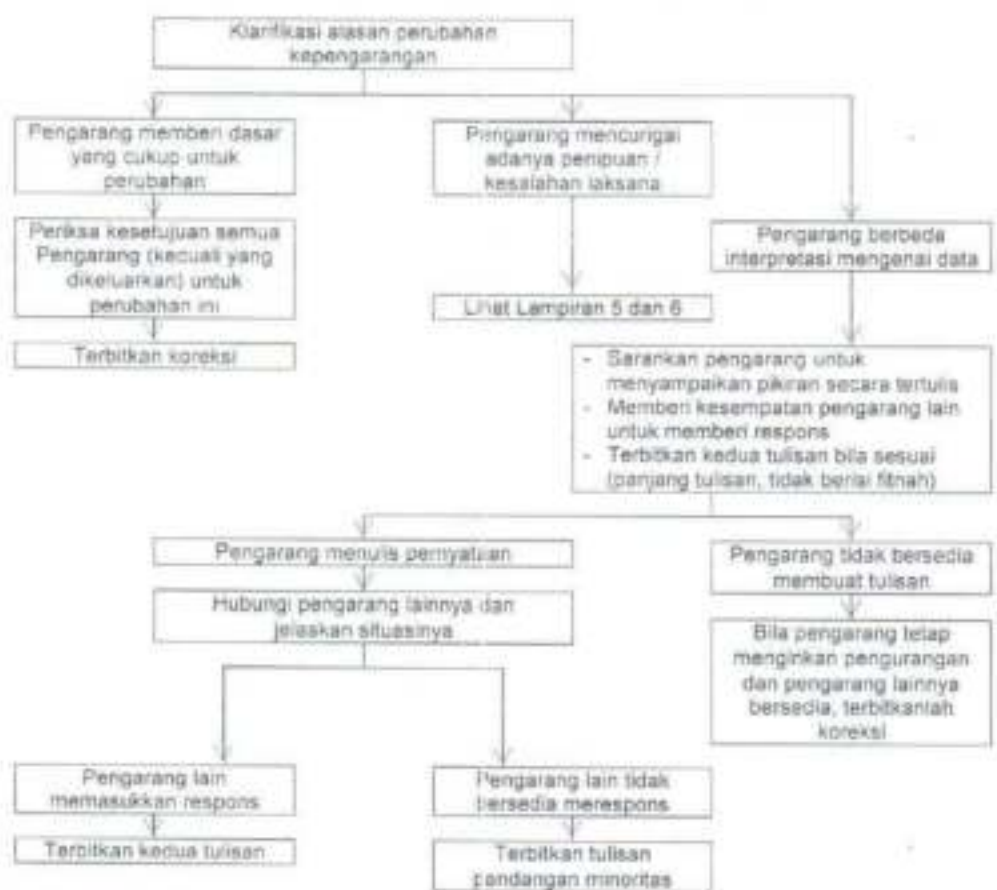 Klarifikasi alasan perubahan
kepengarangan
Pengarang memberi dasar
yang cukup untuk
perubahan
Pengarang mencurigai
adanya penipuan /
kesalahan laksana
Periksa kesetujuan semua
Pengarang (kecuali yang
dikeluarkan) untuk
perubahan ini
Pengarang berbeda
interpretasi mengenai data
Lihat Lampiran 5 dan 6
Terbitkan koreksi
- Sarankan pengarang untuk
menyampaikan pikiran secara tertulis
- Memberi kesempatan pengarang lain
untuk memberi respons
- Terbitkan kedua tulisan bila sesuai
(panjang tulisan, tidak berisi fitnah)
Pengarang menulis pernyataan
Pengarang tidak bersedia
membuat tulisan
Hubungi pengarang lainnya dan
jelaskan situasinya
Bila pengarang tetap
menginkan pengurangan
dan pengarang lainnya
bersedia, terbitkanlah
koreksi
Pengarang lain
memasukkan respons
Pengarang lain tidak
bersedia merespons
Terbitkan kedua tulisan
Terbitkan tulisan
pandangan minoritas